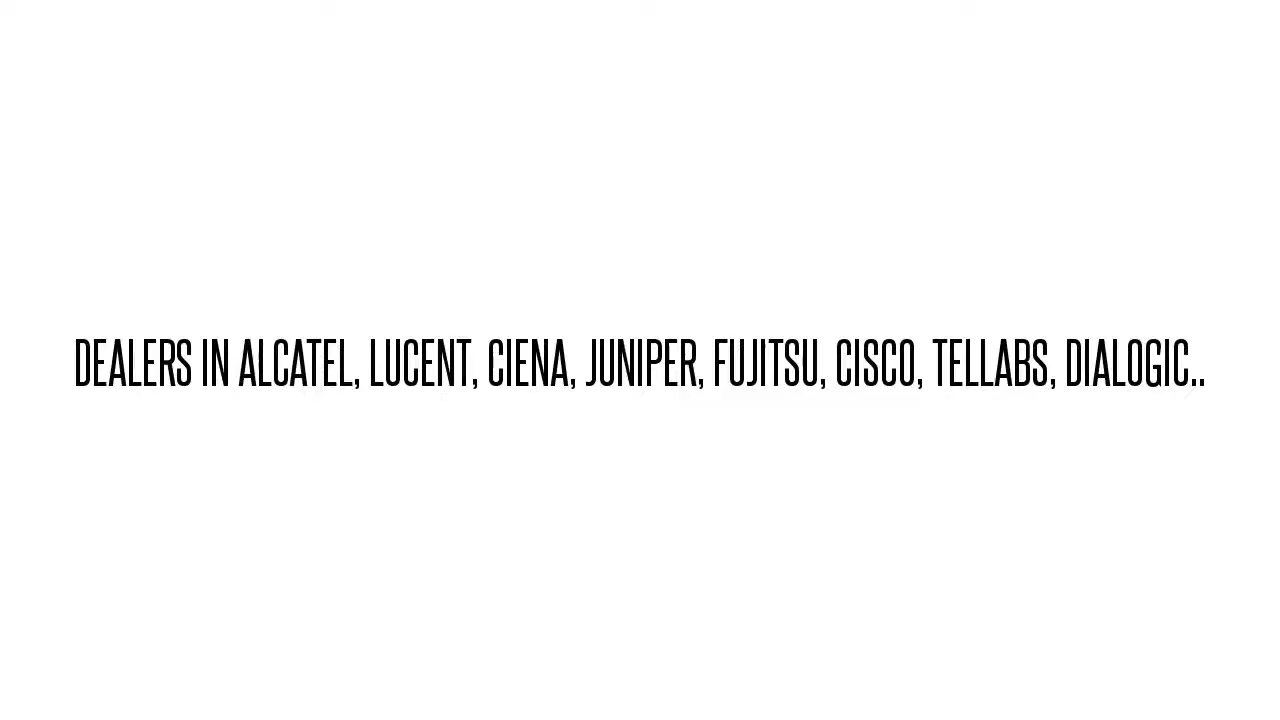 DEALERS IN ALCATEL, LUCENT, CIENA, JUNIPER, FUJITSU, CISCO, TELLABS, DIALOGIC..